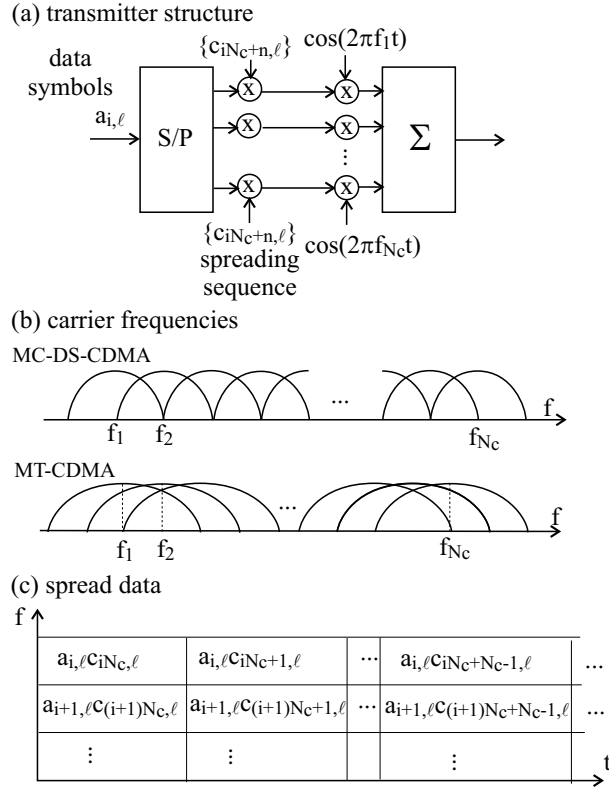 (a) transmitter structure
data symbols
a_{i,ℓ}
S/P
{c_{iN_c+n,ℓ}}
cos(2πf_1t)
x
x
x
x
⋮
x
x
Σ
{c_{iN_c+n,ℓ}}
spreading sequence
cos(2πf_{N_c}t)
(b) carrier frequencies
MC-DS-CDMA
...
f
f_1 f_2 f_{N_c}
MT-CDMA
...
f
f_1 f_2 f_{N_c}
(c) spread data
f
a_{i,ℓ}c_{iN_c,ℓ} a_{i,ℓ}c_{iN_c+1,ℓ} ... a_{i,ℓ}c_{iN_c+N_c-1,ℓ} ...
a_{i+1,ℓ}c_{(i+1)N_c,ℓ} a_{i+1,ℓ}c_{(i+1)N_c+1,ℓ} ... a_{i+1,ℓ}c_{(i+1)N_c+N_c-1,ℓ} ...
⋮ ⋮ ⋮
t